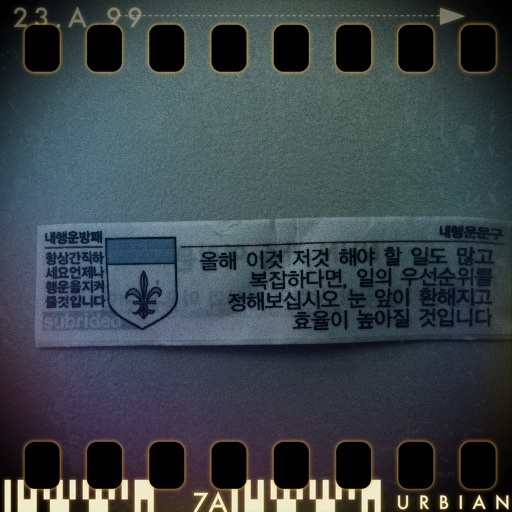 23.A 99
내행운방패
항상간직하
세요언제나
행운을지켜
줄것입니다
subrideo
내행운문구
올해 이것 저것 해야 할 일도 많고
복잡하다면, 일의 우선순위를
정해보십시오 눈 앞이 환해지고
효율이 높아질 것입니다
7A
URBIAN